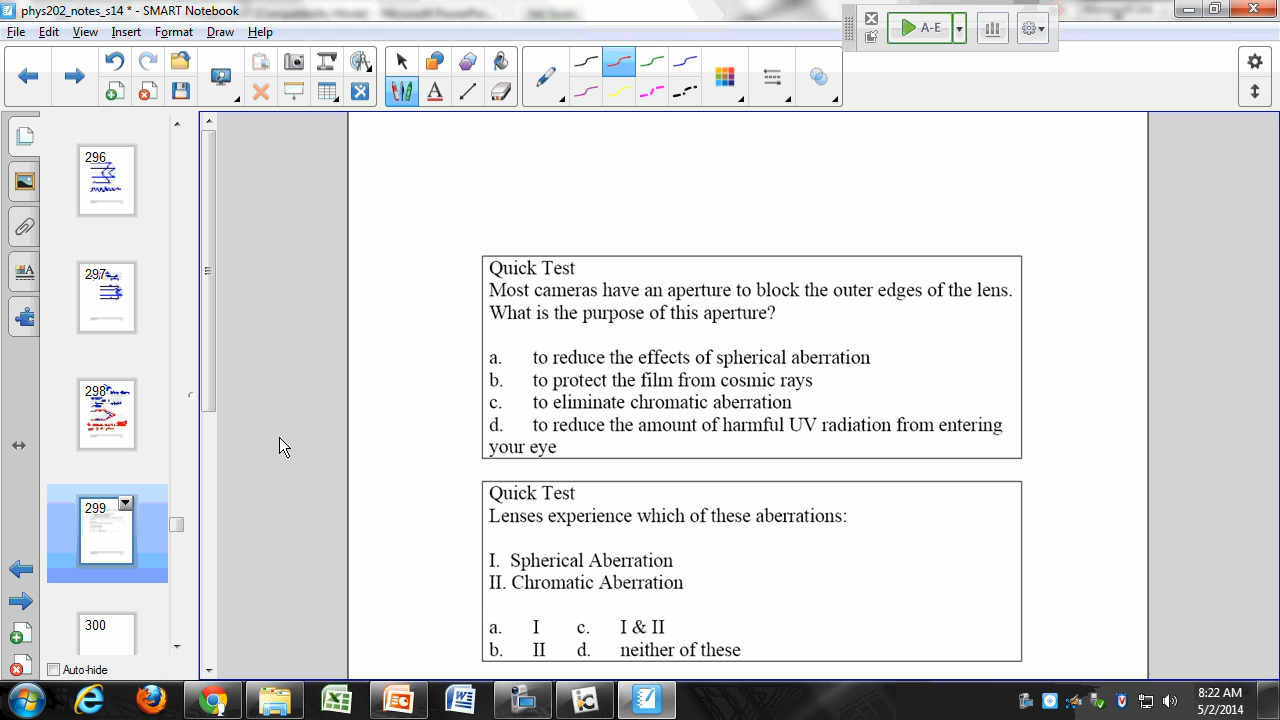 phys202_notes_s14 * - SMART Notebook
File Edit View Insert Format Draw Help
A-E
296
297
298
299
300
Auto-hide
Quick Test
Most cameras have an aperture to block the outer edges of the lens.
What is the purpose of this aperture?
a. to reduce the effects of spherical aberration
b. to protect the film from cosmic rays
c. to eliminate chromatic aberration
d. to reduce the amount of harmful UV radiation from entering
your eye
Quick Test
Lenses experience which of these aberrations:
I. Spherical Aberration
II. Chromatic Aberration
a. I c. I & II
b. II d. neither of these
8:22 AM
5/2/2014